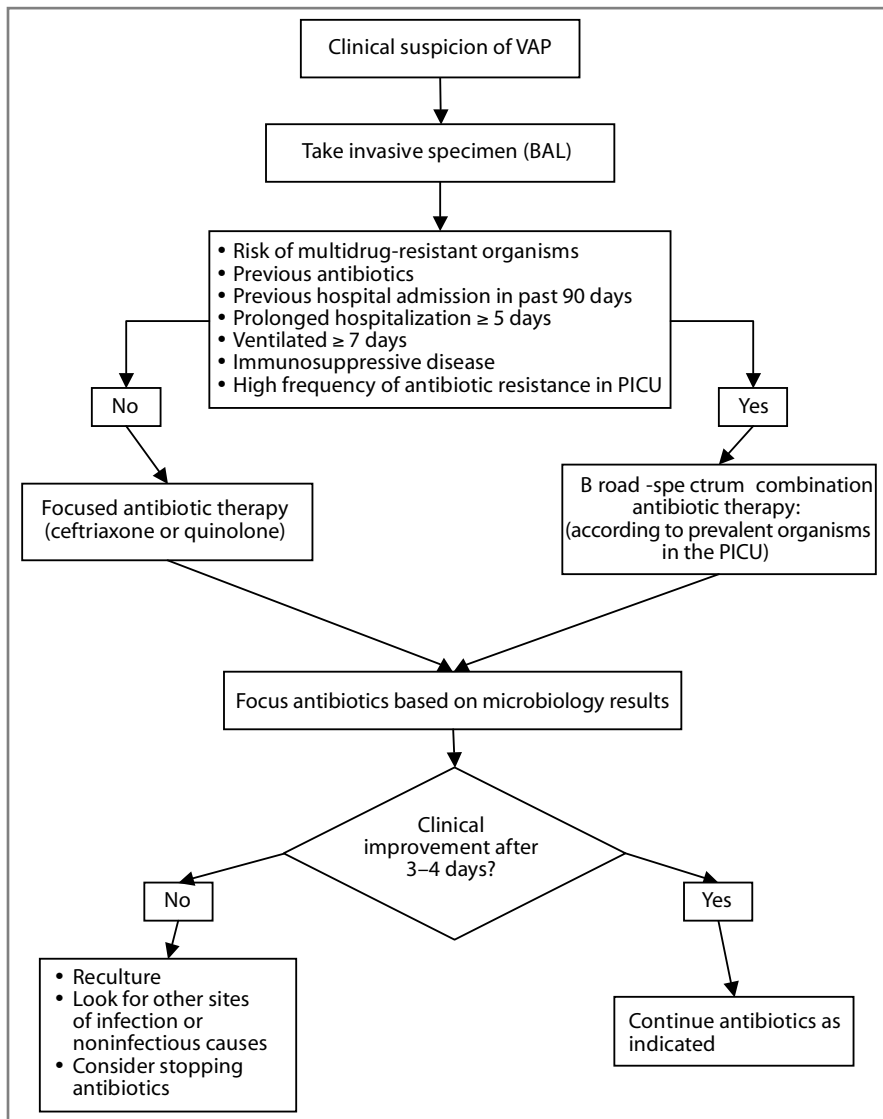 Clinical suspicion of VAP
Take invasive specimen (BAL)
• Risk of multidrug-resistant organisms
• Previous antibiotics
• Previous hospital admission in past 90 days
• Prolonged hospitalization ≥ 5 days
• Ventilated ≥ 7 days
• Immunosuppressive disease
• High frequency of antibiotic resistance in PICU
No
Yes
Focused antibiotic therapy
(ceftriaxone or quinolone)
B road -spe ctrum combination
antibiotic therapy:
(according to prevalent organisms
in the PICU)
Focus antibiotics based on microbiology results
Clinical
improvement after
3–4 days?
No
Yes
• Reculture
• Look for other sites
of infection or
noninfectious causes
• Consider stopping
antibiotics
Continue antibiotics as
indicated